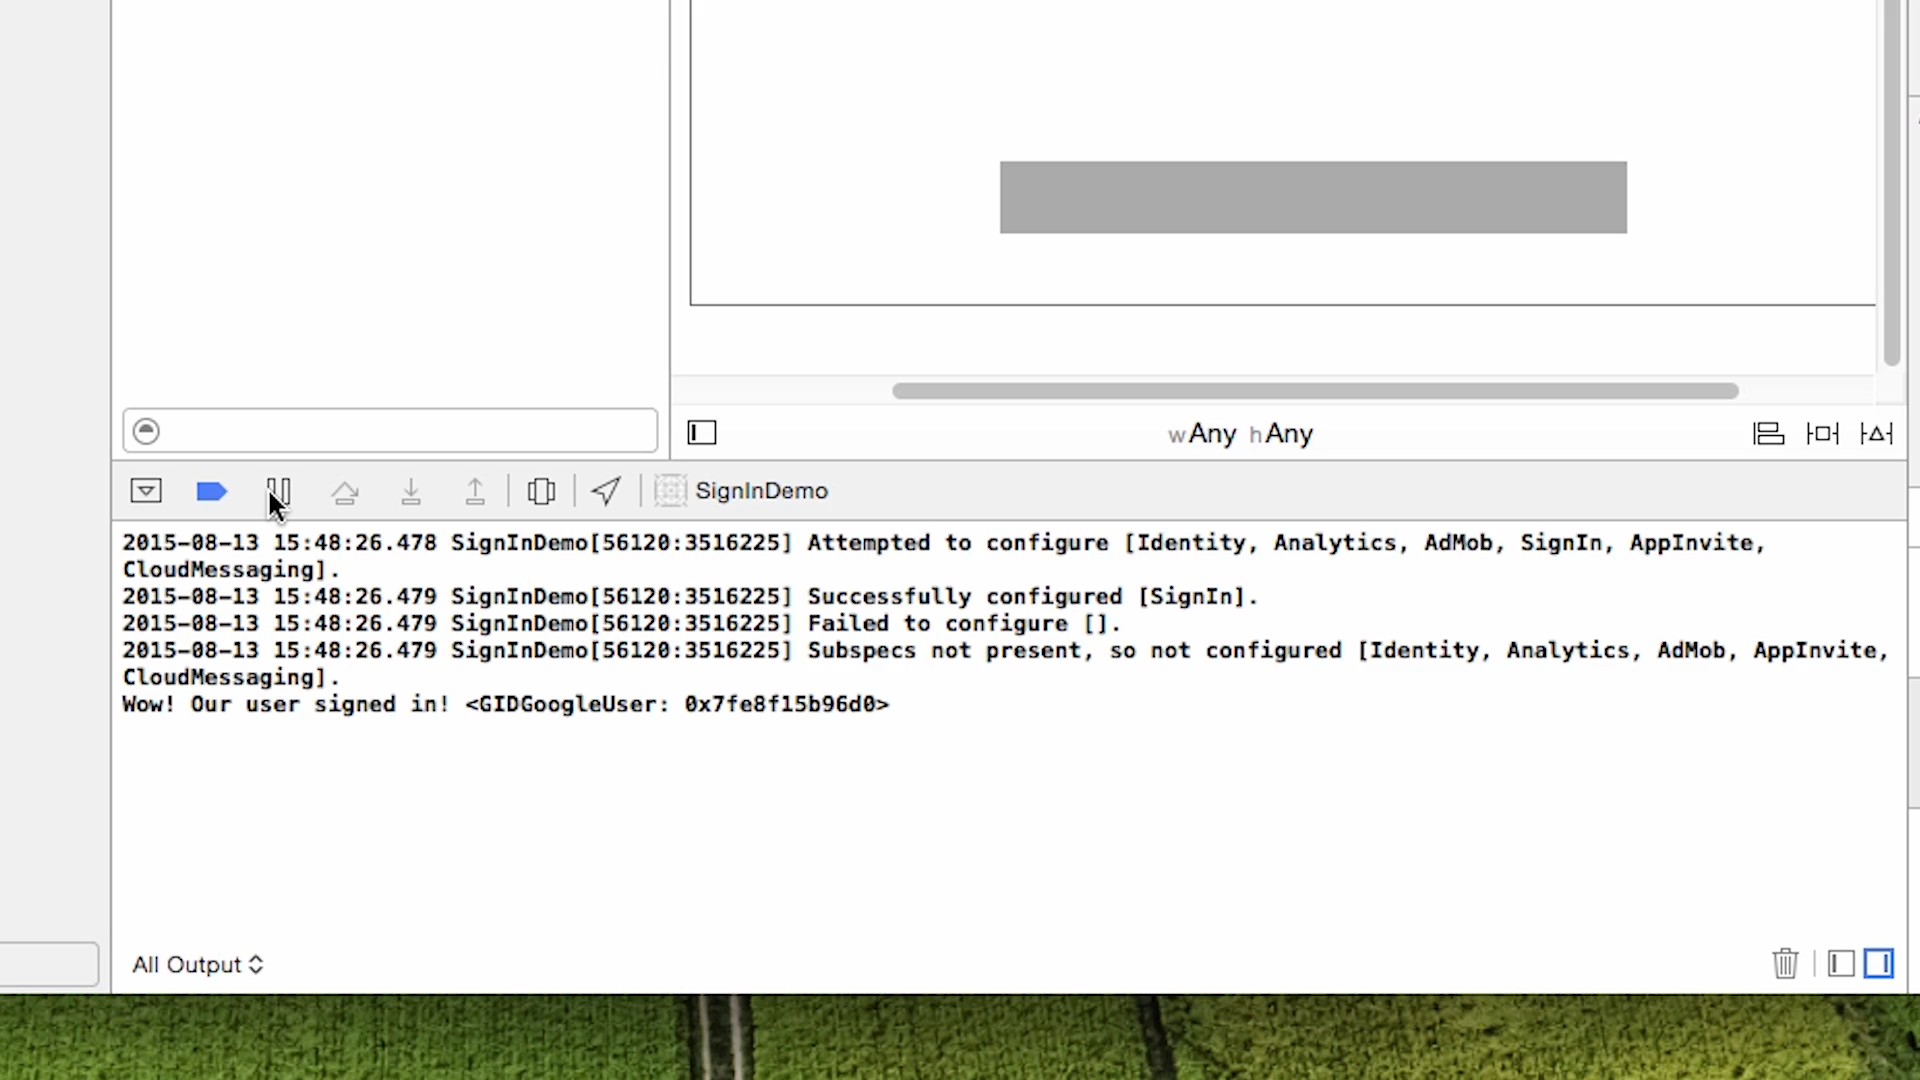 wAny hAny
SignInDemo
2015-08-13 15:48:26.478 SignInDemo[56120:3516225] Attempted to configure [Identity, Analytics, AdMob, SignIn, AppInvite,
CloudMessaging].
2015-08-13 15:48:26.479 SignInDemo[56120:3516225] Successfully configured [SignIn].
2015-08-13 15:48:26.479 SignInDemo[56120:3516225] Failed to configure [].
2015-08-13 15:48:26.479 SignInDemo[56120:3516225] Subspecs not present, so not configured [Identity, Analytics, AdMob, AppInvite,
CloudMessaging].
Wow! Our user signed in! <GIDGoogleUser: 0x7fe8f15b96d0>
All Output